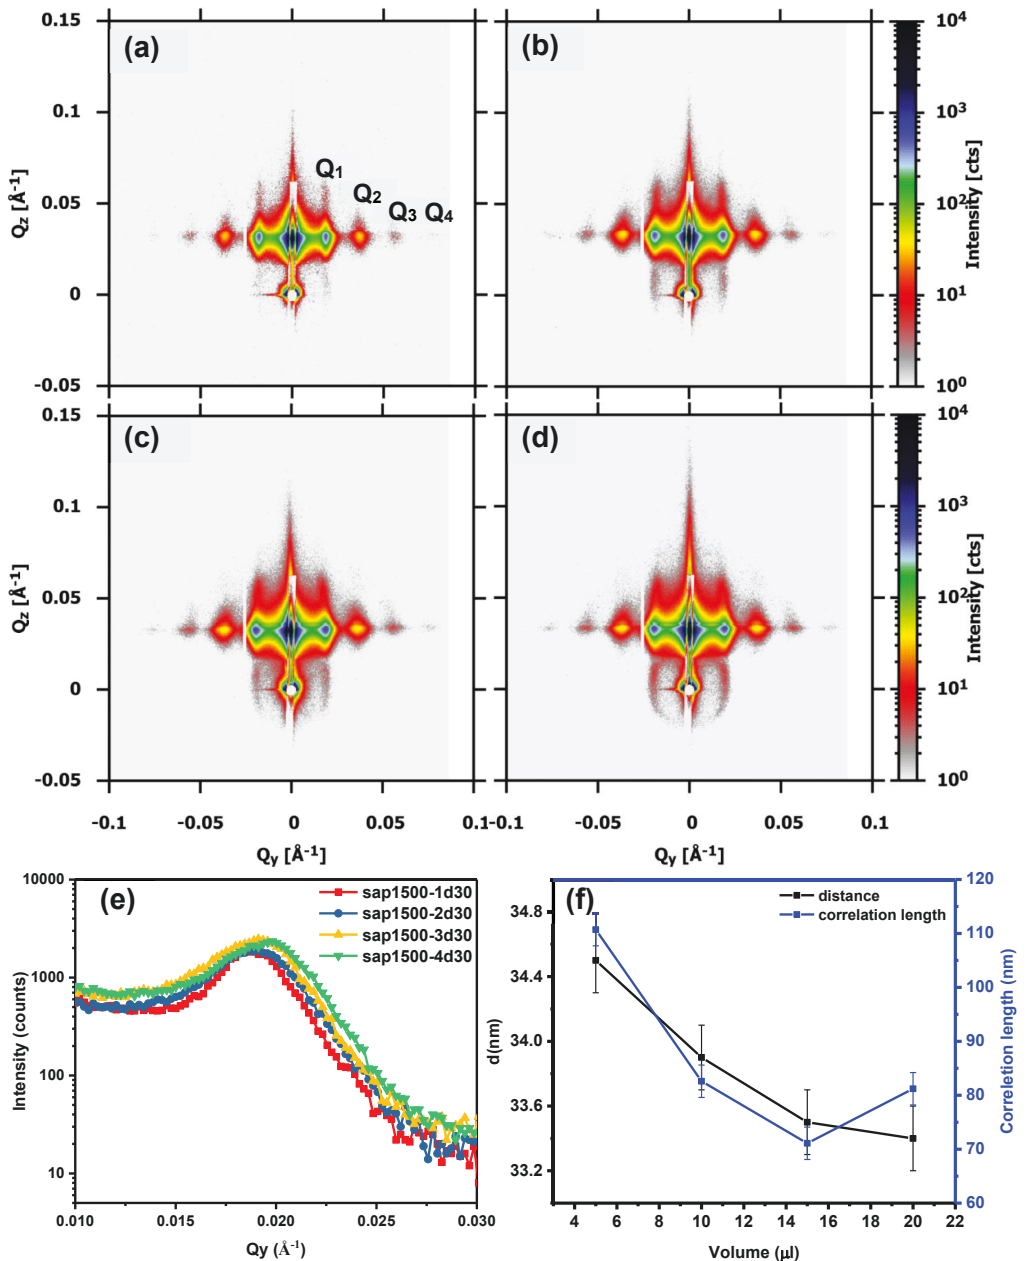 0.15
(a)
(b)
10⁴
0.1
10³
Q₁
Q₂
Q₃ Q₄
Q_z [Å⁻¹]
0.05
10²
Intensity [cts]
0
10¹
-0.05
10⁰
0.15
(c)
(d)
10⁴
0.1
10³
Q_z [Å⁻¹]
0.05
10²
Intensity [cts]
0
10¹
-0.05
10⁰
-0.1 -0.05 0 0.05 0.1 -0.1 -0.05 0 0.05 0.1
Q_y [Å⁻¹] Q_y [Å⁻¹]
(e)
10000
1000
100
10
Intensity (counts)
sap1500-1d30
sap1500-2d30
sap1500-3d30
sap1500-4d30
0.010 0.015 0.020 0.025 0.030
Qy (Å⁻¹)
(f)
distance
correlation length
34.8
34.4
34.0
33.6
33.2
d(nm)
120
110
100
90
80
70
60
Correletion length (nm)
4 6 8 10 12 14 16 18 20 22
Volume (µl)